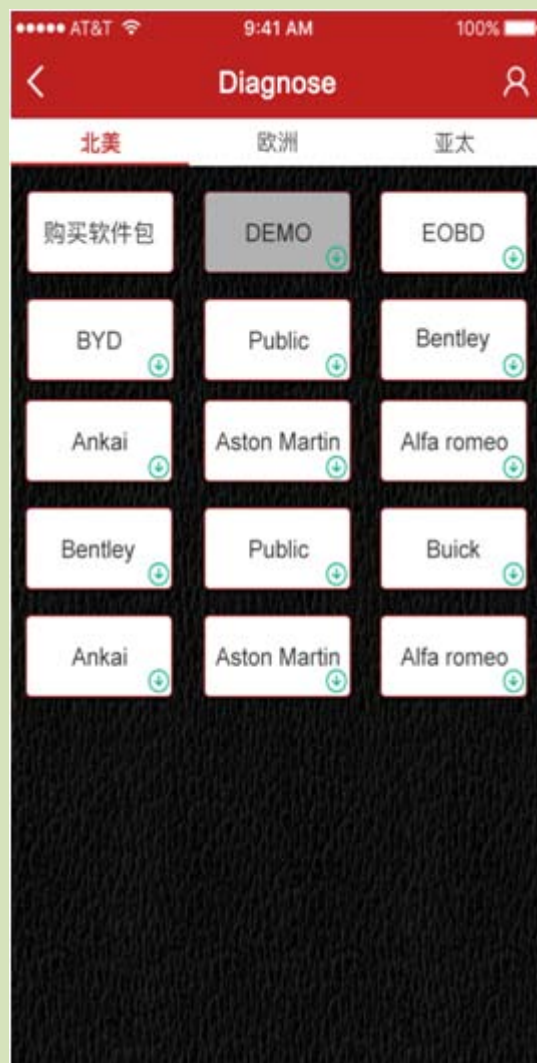 ●●●●● AT&T 9:41 AM 100%
Diagnose
北美 欧洲 亚太
购买软件包 DEMO EOBD
BYD Public Bentley
Ankai Aston Martin Alfa romeo
Bentley Public Buick
Ankai Aston Martin Alfa romeo